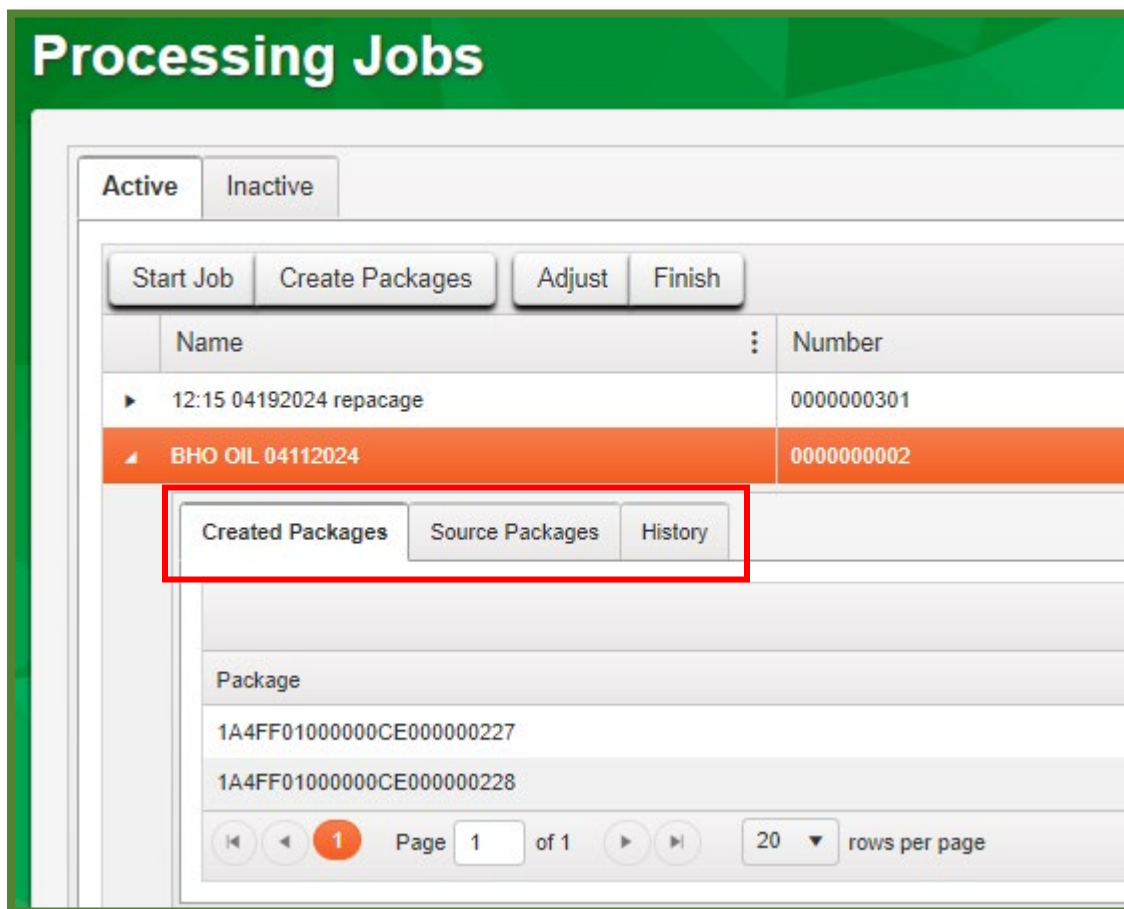 Processing Jobs
Active Inactive
Start Job Create Packages Adjust Finish
Name Number
12:15 04192024 repacage 0000000301
BHO OIL 04112024 0000000002
Created Packages Source Packages History
Package
1A4FF01000000CE000000227
1A4FF01000000CE000000228
1 Page 1 of 1 20 rows per page